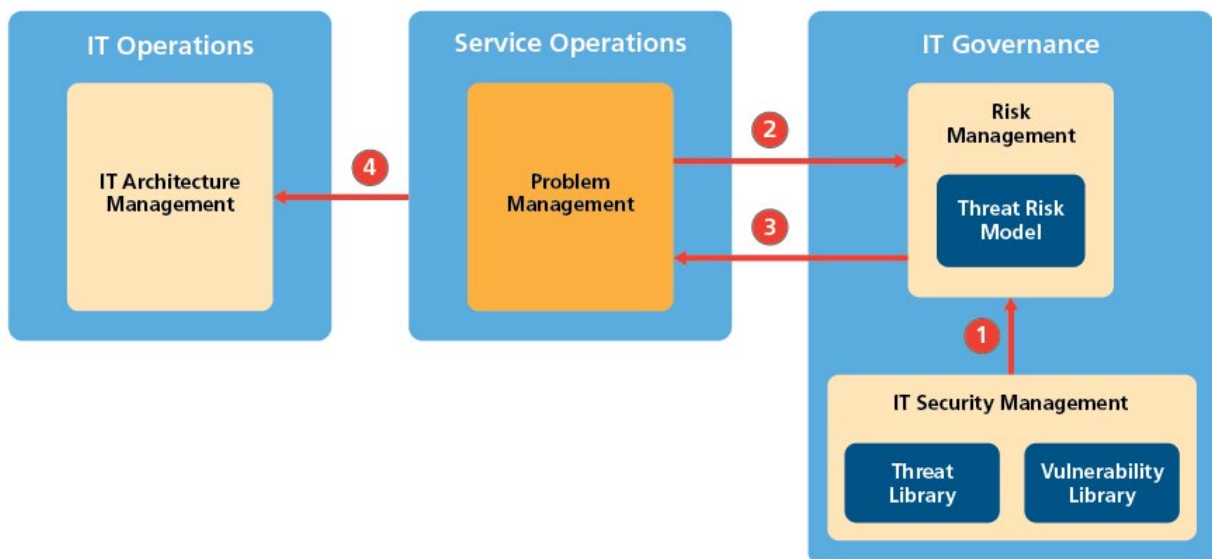 IT Operations
IT Architecture
Management
4
Service Operations
Problem
Management
2
3
IT Governance
Risk
Management
Threat Risk
Model
1
IT Security Management
Threat
Library
Vulnerability
Library